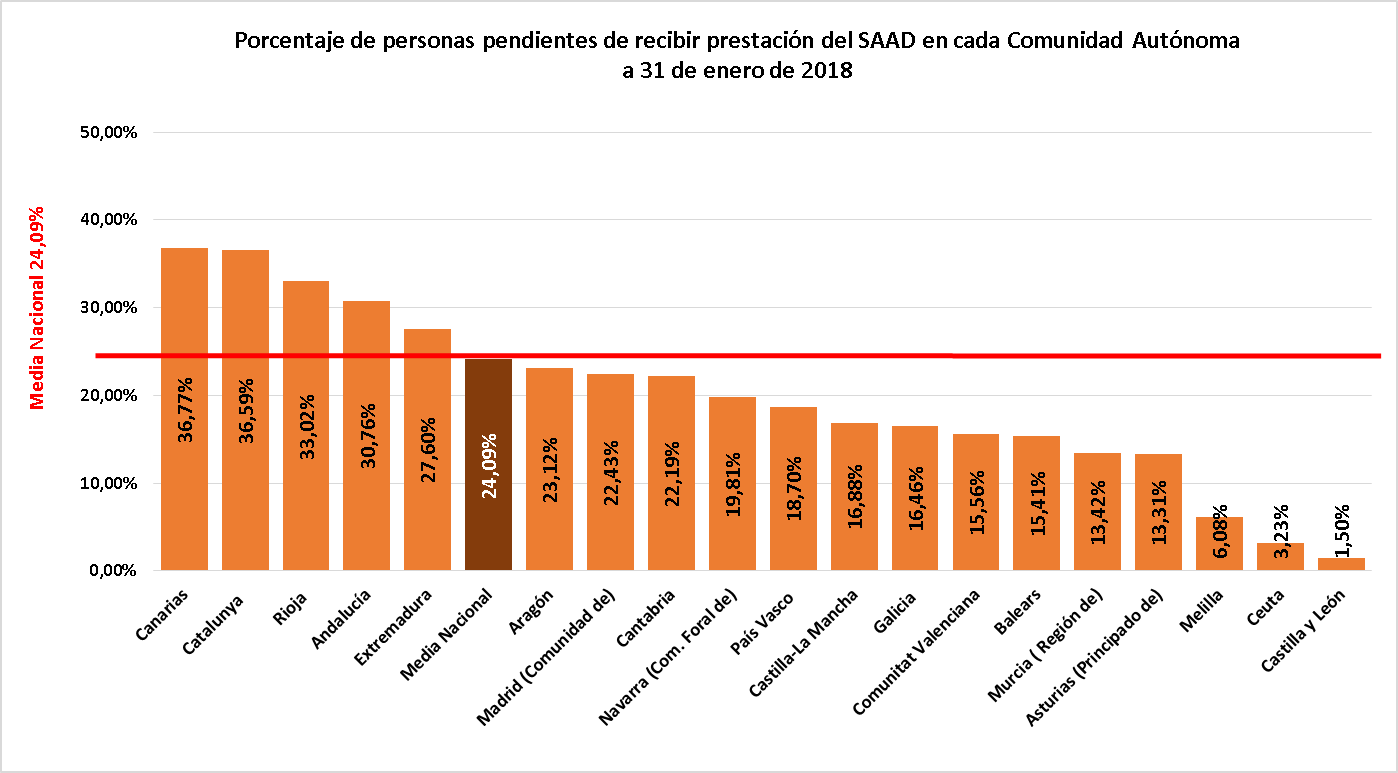 Porcentaje de personas pendientes de recibir prestación del SAAD en cada Comunidad Autónoma
a 31 de enero de 2018
Media Nacional 24,09%
50,00%
40,00%
30,00%
20,00%
10,00%
0,00%
36,77%
36,59%
33,02%
30,76%
27,60%
24,09%
23,12%
22,43%
22,19%
19,81%
18,70%
16,88%
16,46%
15,56%
15,41%
13,42%
13,31%
6,08%
3,23%
1,50%
Canarias
Catalunya
Rioja
Andalucía
Extremadura
Media Nacional
Aragón
Madrid (Comunidad de)
Cantabria
Navarra (Com. Foral de)
País Vasco
Castilla-La Mancha
Galicia
Comunitat Valenciana
Balears
Murcia ( Región de)
Asturias (Principado de)
Melilla
Ceuta
Castilla y León